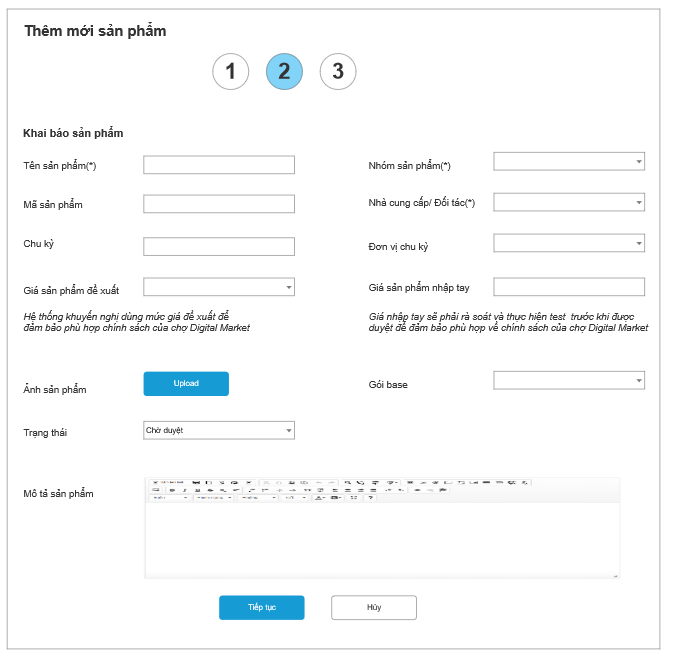 Thêm mới sản phẩm
1 2 3
Khai báo sản phẩm
Tên sản phẩm(*)
Nhóm sản phẩm(*)
Mã sản phẩm
Nhà cung cấp/ Đối tác(*)
Chu kỳ
Đơn vị chu kỳ
Giá sản phẩm đề xuất
Giá sản phẩm nhập tay
Hệ thống khuyến nghị dùng mức giá đề xuất để
đảm bảo phù hợp chính sách của chợ Digital Market
Giá nhập tay sẽ phải rà soát và thực hiện test trước khi được
duyệt để đảm bảo phù hợp về chính sách của chợ Digital Market
Ảnh sản phẩm
Upload
Gói base
Trạng thái
Chờ duyệt
Mô tả sản phẩm
Tiếp tục
Hủy